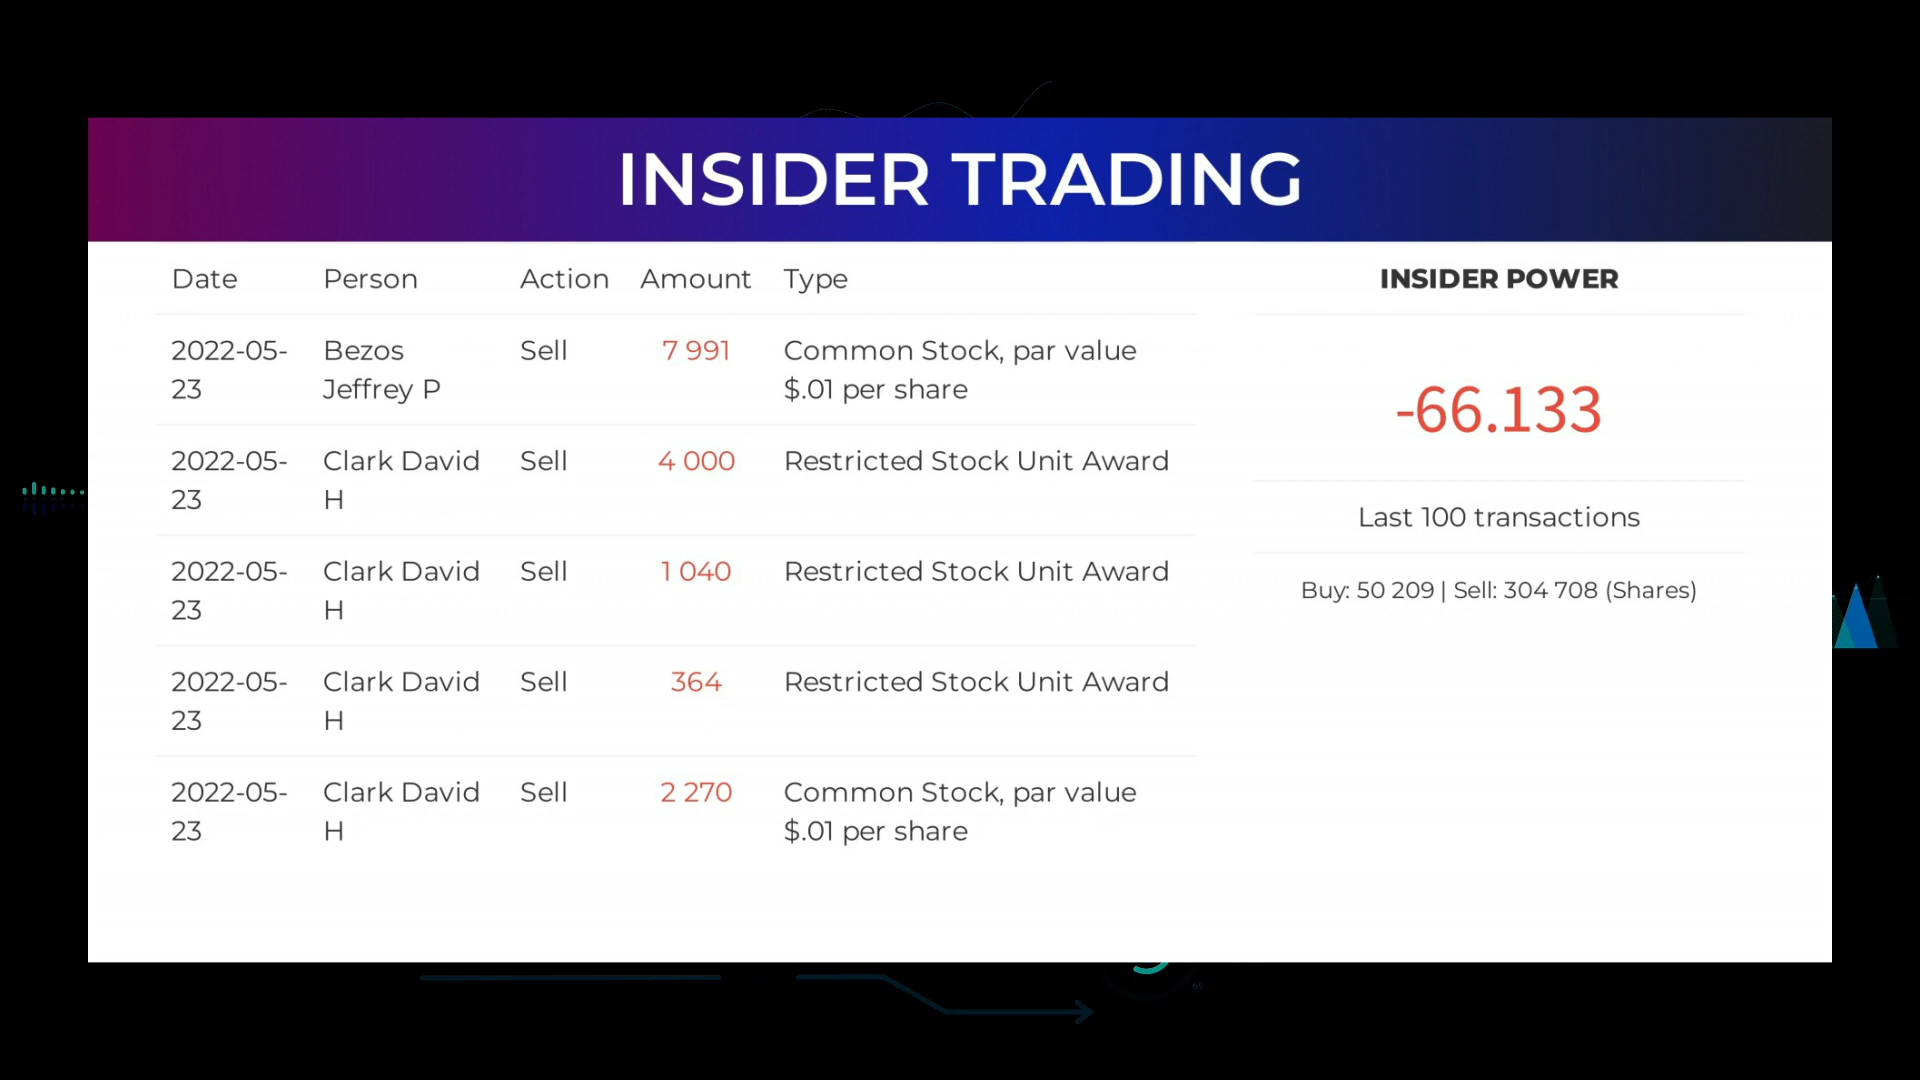 INSIDER TRADING
Date Person Action Amount Type
2022-05-
23
Bezos
Jeffrey P
Sell
7 991
Common Stock, par value
$.01 per share
2022-05-
23
Clark David
H
Sell
4 000
Restricted Stock Unit Award
2022-05-
23
Clark David
H
Sell
1 040
Restricted Stock Unit Award
2022-05-
23
Clark David
H
Sell
364
Restricted Stock Unit Award
2022-05-
23
Clark David
H
Sell
2 270
Common Stock, par value
$.01 per share
INSIDER POWER
-66.133
Last 100 transactions
Buy: 50 209 | Sell: 304 708 (Shares)